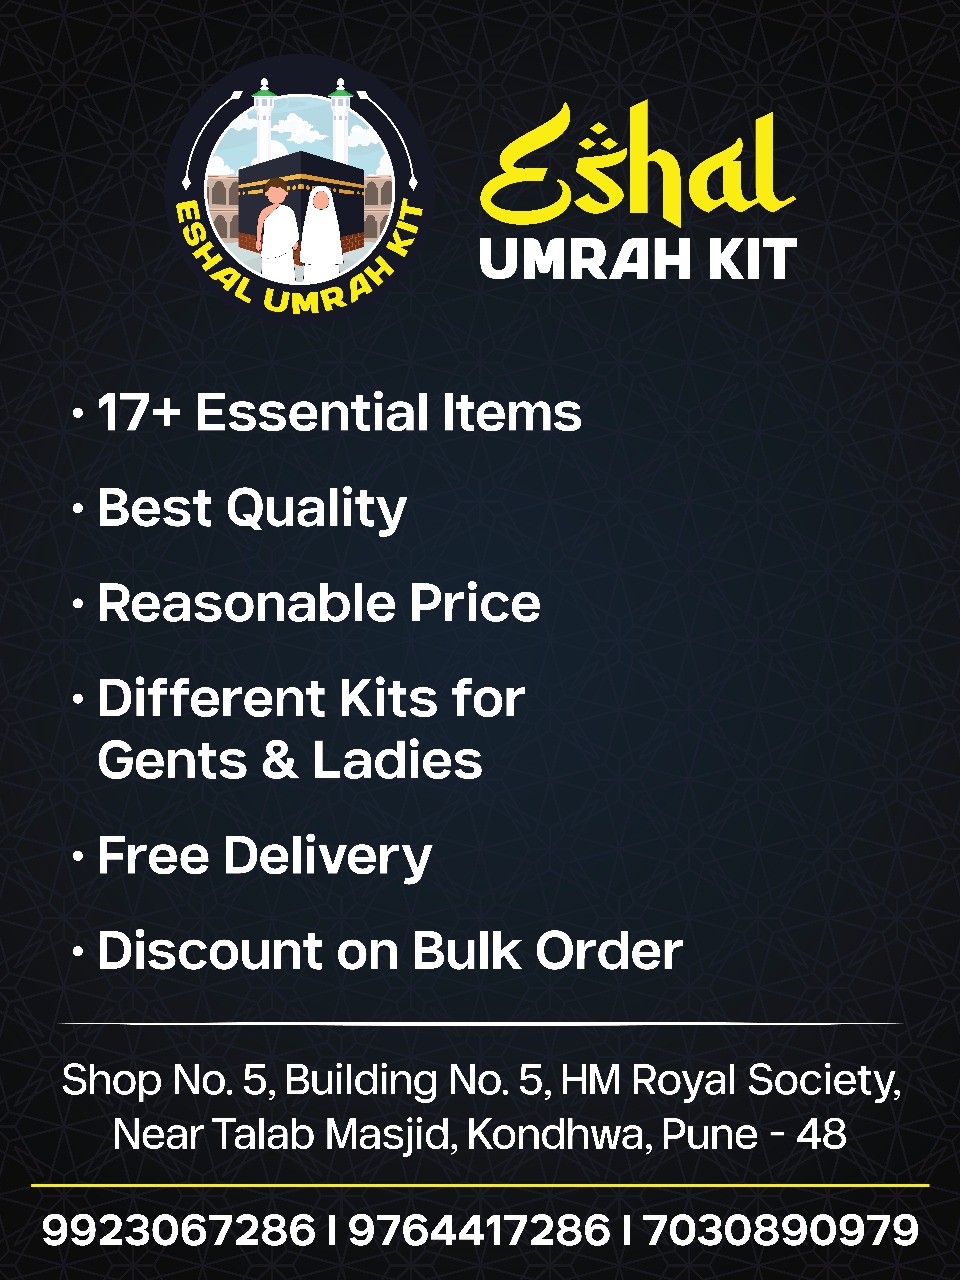 ESHAL UMRAH KIT
Eshal
UMRAH KIT
• 17+ Essential Items
• Best Quality
• Reasonable Price
• Different Kits for
Gents & Ladies
• Free Delivery
• Discount on Bulk Order
Shop No. 5, Building No. 5, HM Royal Society,
Near Talab Masjid, Kondhwa, Pune - 48
9923067286 | 9764417286 | 7030890979